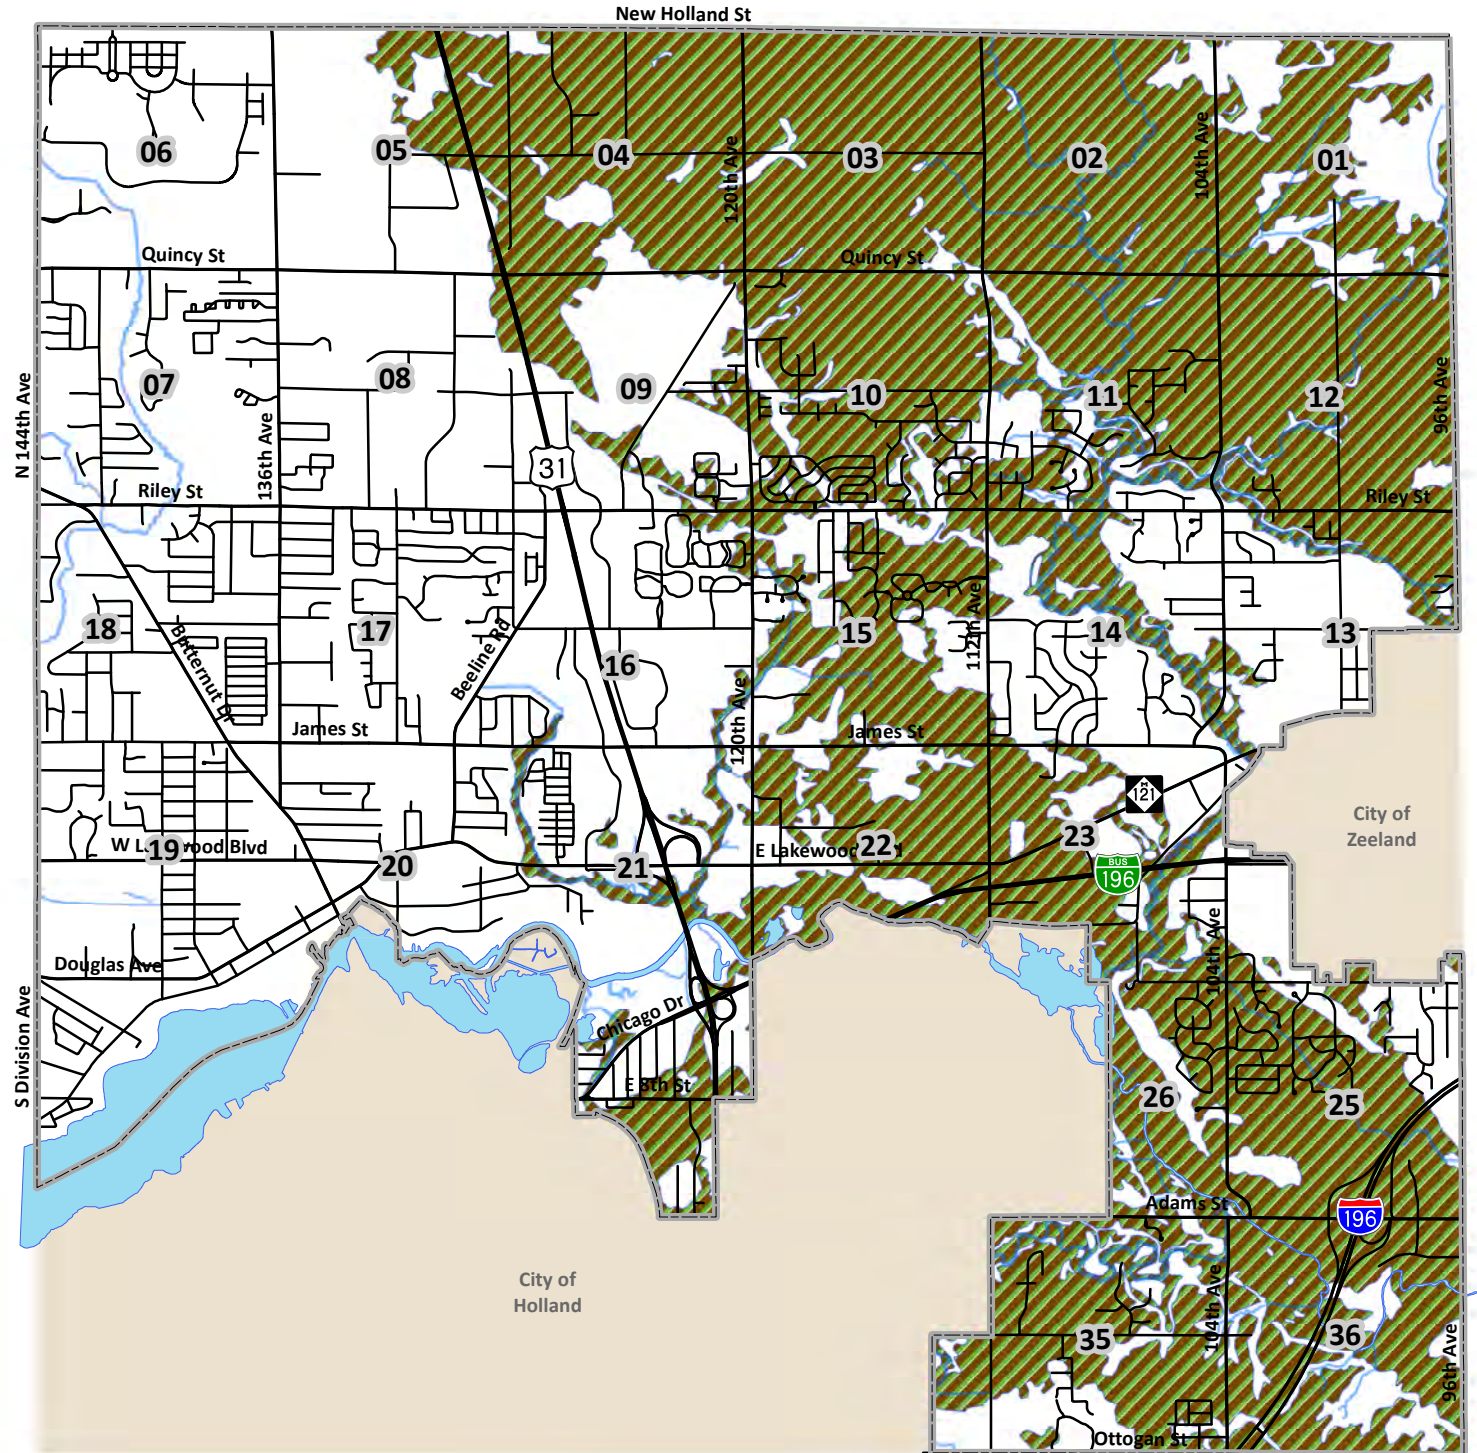 New Holland St
06
05
04
03
02
01
120th Ave
104th Ave
Quincy St
Quincy St
07
08
09
10
11
12
N 144th Ave
136th Ave
96th Ave
31
Riley St
Riley St
18
17
16
15
14
13
Butternut Dr
Beeline Rd
112th Ave
120th Ave
James St
James St
M
121
City of
Zeeland
W L
wood Blvd
19
20
21
E Lakewood
22
23
BUS
196
104th Ave
Douglas Ave
S Division Ave
Chicago Dr
E 8th St
26
25
Adams St
196
City of
Holland
104th Ave
35
36
96th Ave
Ottogan St